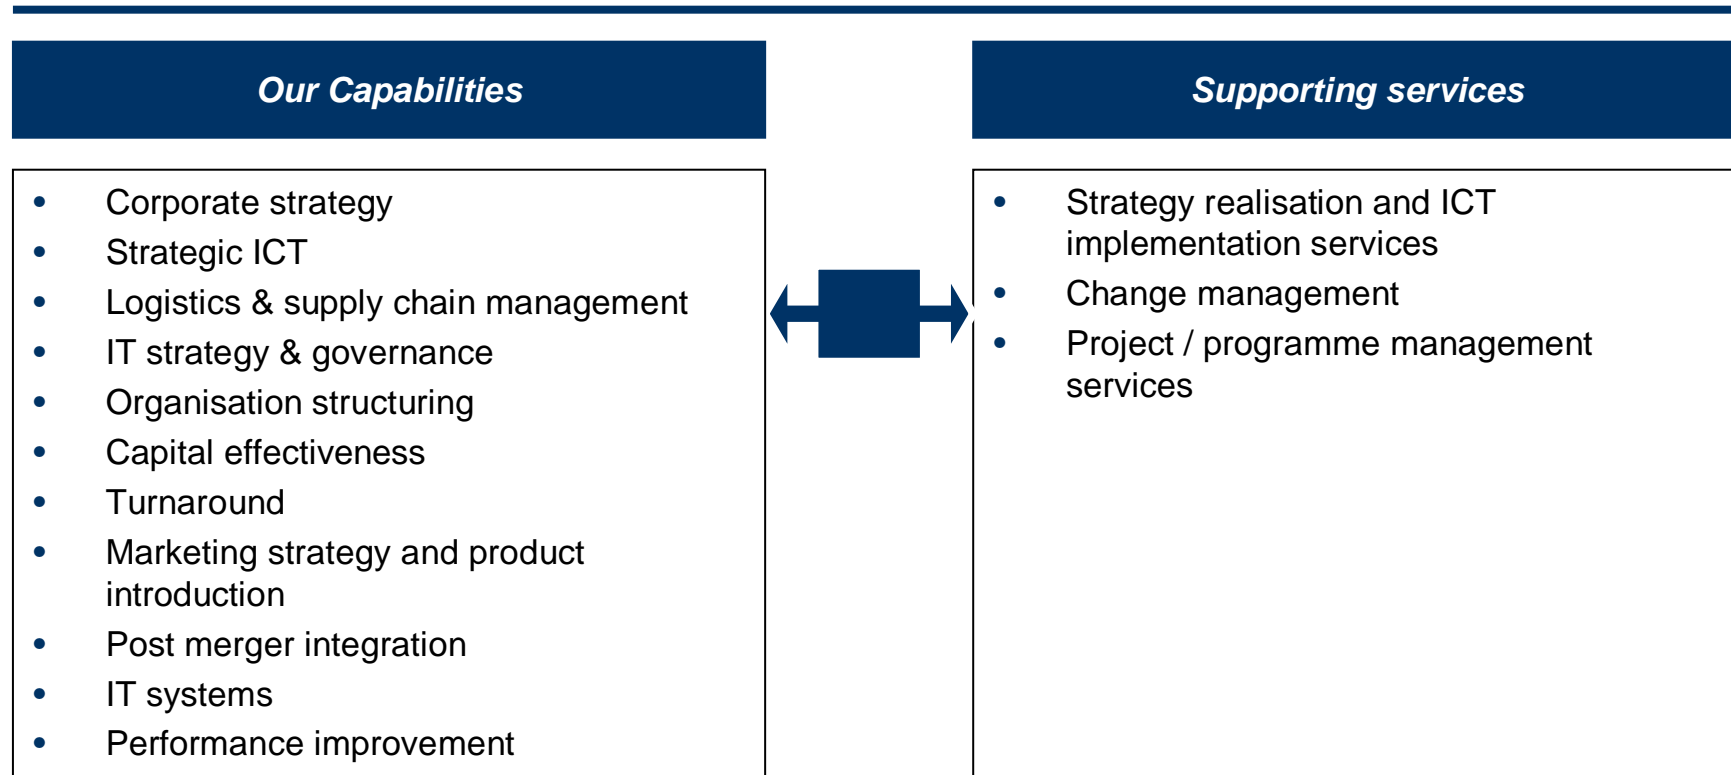 Our Capabilities
• Corporate strategy
• Strategic ICT
• Logistics & supply chain management
• IT strategy & governance
• Organisation structuring
• Capital effectiveness
• Turnaround
• Marketing strategy and product
introduction
• Post merger integration
• IT systems
• Performance improvement
Supporting services
• Strategy realisation and ICT
implementation services
• Change management
• Project / programme management
services